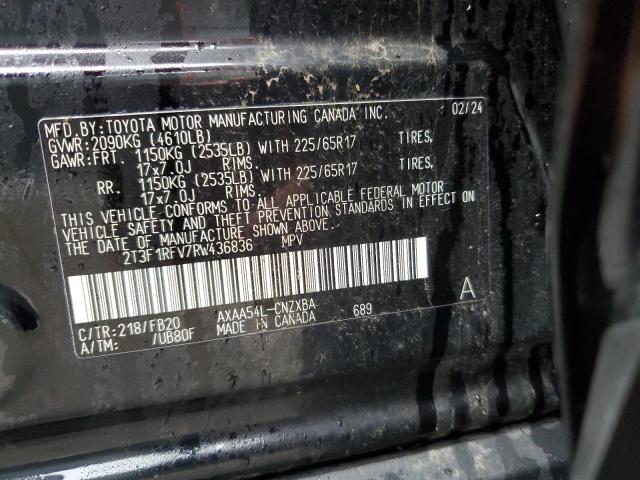 MFD.BY:TOYOTA MOTOR MANUFACTURING CANADA INC. 02/24
GVWR:2090KG (4610LB)
GAWR:FRT. 1150KG (2535LB) WITH 225/65R17 TIRES,
17x7.0J RIMS.
RR. 1150KG (2535LB) WITH 225/65R17 TIRES,
17x7.0J RIMS.
THIS VEHICLE CONFORMS TO ALL APPLICABLE FEDERAL MOTOR
VEHICLE SAFETY AND THEFT PREVENTION STANDARDS IN EFFECT ON
THE DATE OF MANUFACTURE SHOWN ABOVE.
2T3F1RFV7RW436836 MPV
C/TR:218/FB20 AXAA54L-CNZXBA 689 A
A/TM: /UB80F MADE IN CANADA